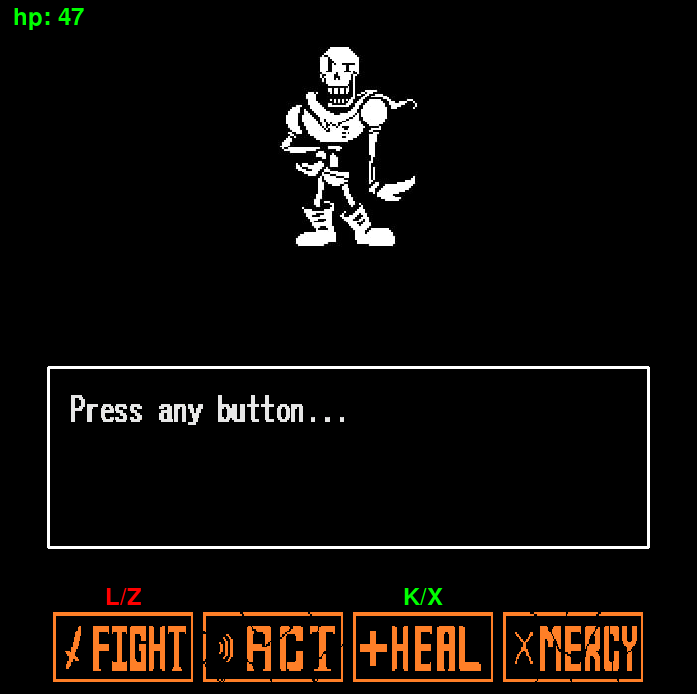 hp: 47
Press any button...
L/Z K/X
FIGHT ACT HEAL MERCY